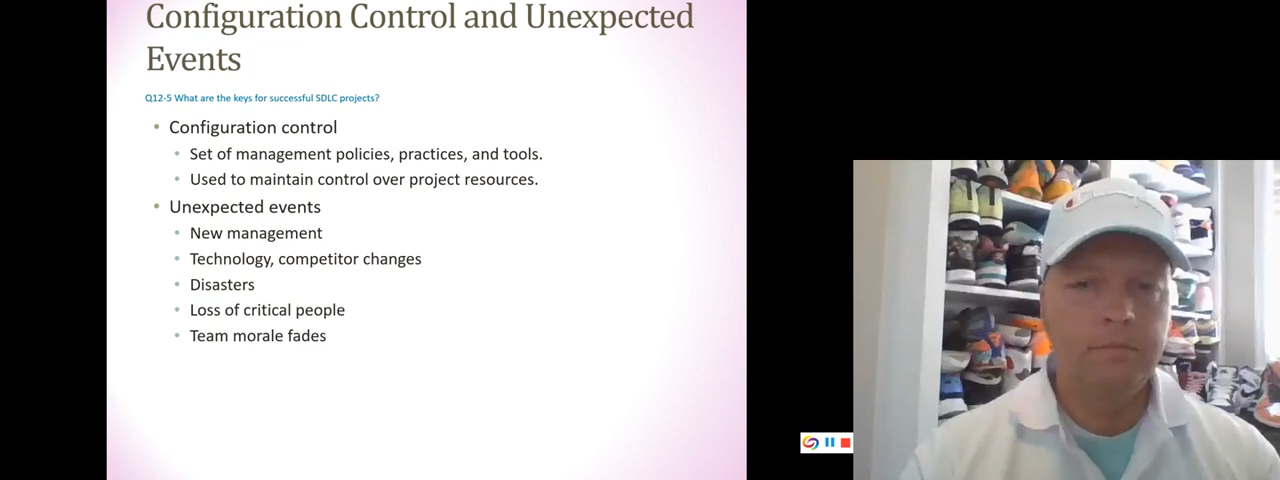 Configuration Control and Unexpected
Events
Q12-5 What are the keys for successful SDLC projects?
• Configuration control
• Set of management policies, practices, and tools.
• Used to maintain control over project resources.
• Unexpected events
• New management
• Technology, competitor changes
• Disasters
• Loss of critical people
• Team morale fades